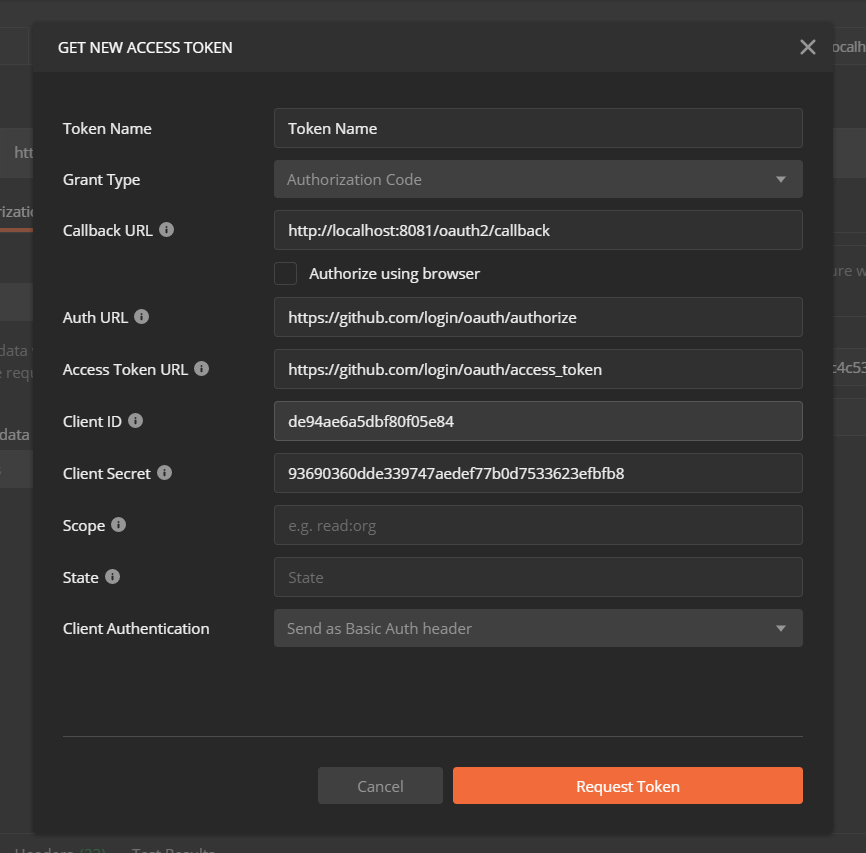 GET NEW ACCESS TOKEN
Token Name
Token Name
Grant Type
Authorization Code
Callback URL
http://localhost:8081/oauth2/callback
Authorize using browser
Auth URL
https://github.com/login/oauth/authorize
Access Token URL
https://github.com/login/oauth/access_token
Client ID
de94ae6a5dbf80f05e84
Client Secret
93690360dde339747aedef77b0d7533623efbfb8
Scope
e.g. read:org
State
State
Client Authentication
Send as Basic Auth header
Cancel
Request Token